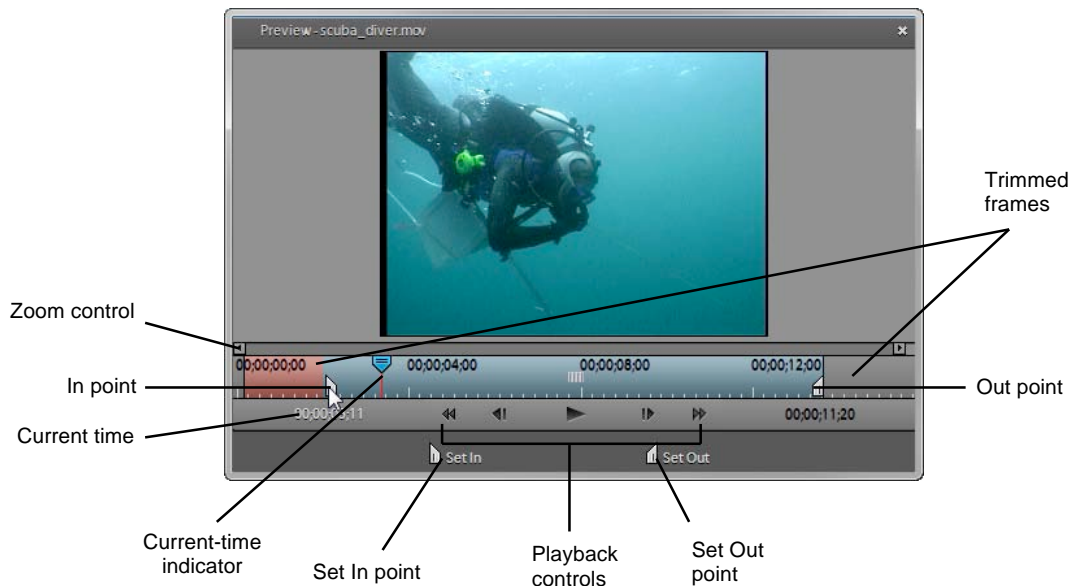 Preview-scuba_diver.mov
Trimmed
frames
Zoom control
00;00;00;00
00;00;04;00
00;00;08;00
00;00;12;00
In point
Out point
Current time
00;00;11;20
Set In
Set Out
Current-time
indicator
Set In point
Playback
controls
Set Out
point